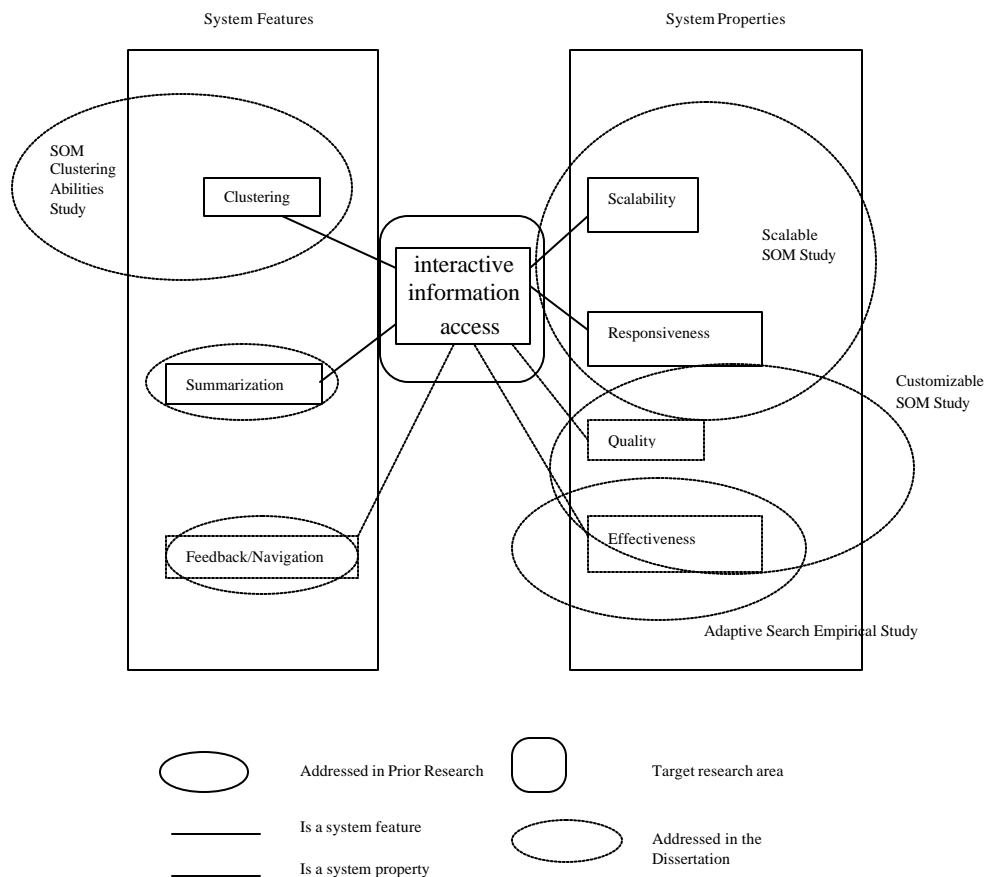 System Features
System Properties
SOM
Clustering
Abilities
Study
Clustering
Scalability
Scalable
SOM Study
interactive
information
access
Responsiveness
Summarization
Customizable
SOM Study
Quality
Feedback/Navigation
Effectiveness
Adaptive Search Empirical Study
Addressed in Prior Research
Target research area
Is a system feature
Addressed in the
Dissertation
Is a system property